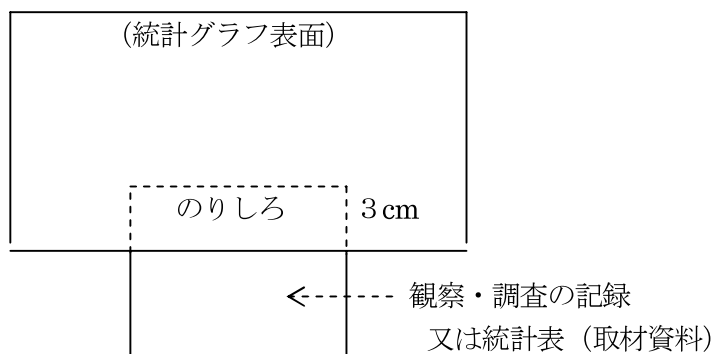 （統計グラフ表面）
のりしろ
３cm
観察・調査の記録
又は統計表（取材資料）